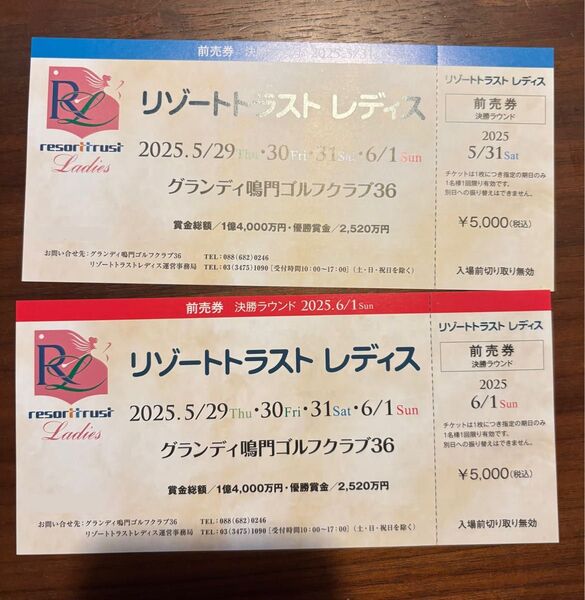 前売券 決勝ラウンド 2025.5/31
RL
resorttrust
Ladies
リゾートトラスト レディス
2025.5/29Thu・30Fri・31Sat・6/1Sun
グランディ鳴門ゴルフクラブ36
賞金総額/1億4,000万円・優勝賞金/2,520万円
お問い合せ先:グランディ鳴門ゴルフクラブ36 TEL:088(682)0246
リゾートトラストレディス運営事務局 TEL:03(3475)1090[受付時間10:00~17:00](土・日・祝日を除く)
リゾートトラスト レディス
前売券
決勝ラウンド
2025
5/31 Sat
チケットは1枚につき指定の期日のみ
1名様1回限り有効です。
別日への振り替えはできません。
¥5,000(税込)
入場前切り取り無効
前売券 決勝ラウンド 2025.6/1 Sun
RL
resorttrust
Ladies
リゾートトラスト レディス
2025.5/29Thu・30Fri・31Sat・6/1Sun
グランディ鳴門ゴルフクラブ36
賞金総額/1億4,000万円・優勝賞金/2,520万円
お問い合せ先:グランディ鳴門ゴルフクラブ36 TEL:088(682)0246
リゾートトラストレディス運営事務局 TEL:03(3475)1090[受付時間10:00~17:00](土・日・祝日を除く)
リゾートトラスト レディス
前売券
決勝ラウンド
2025
6/1 Sun
チケットは1枚につき指定の期日のみ
1名様1回限り有効です。
別日への振り替えはできません。
¥5,000(税込)
入場前切り取り無効